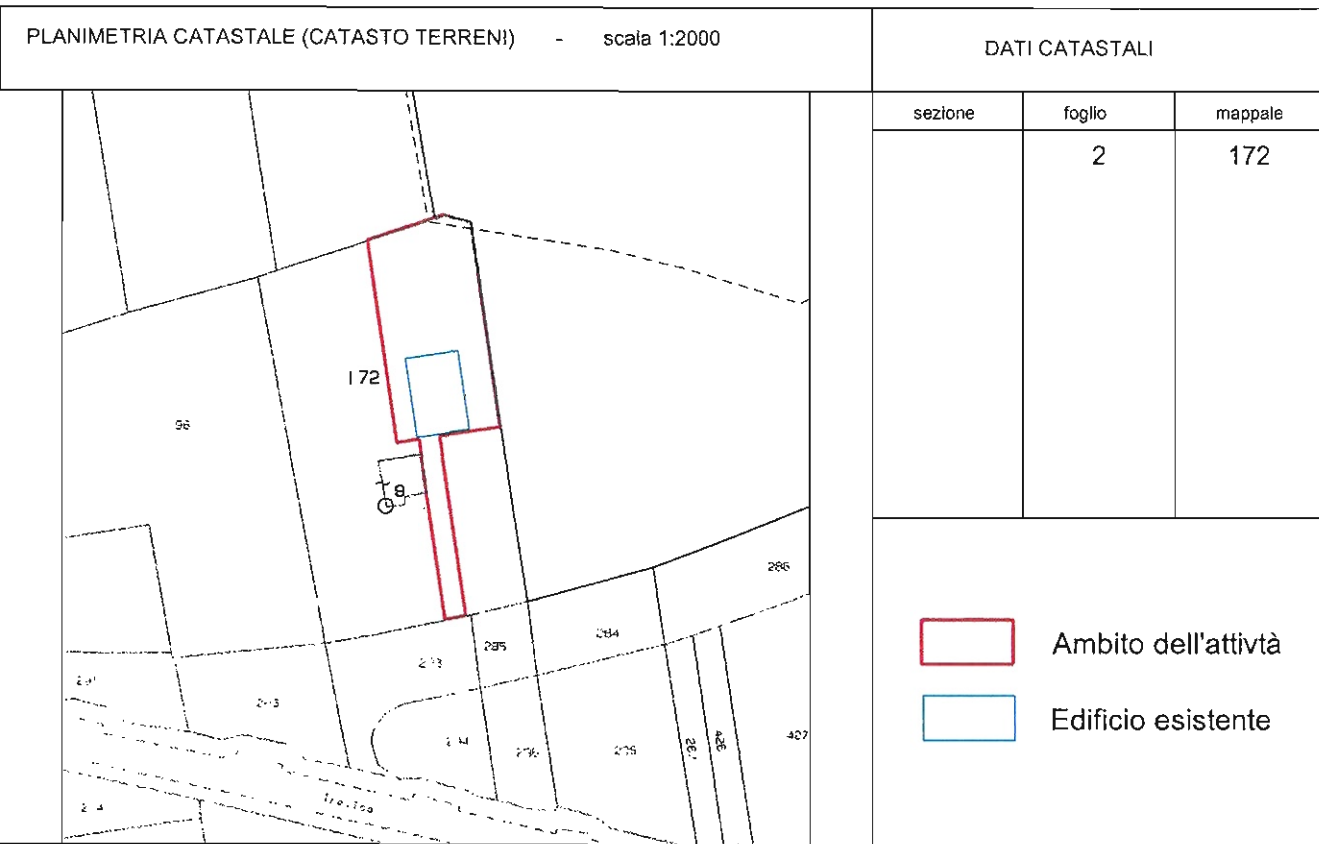 PLANIMETRIA CATASTALE (CATASTO TERRENI) - scala 1:2000
DATI CATASTALI
sezione foglio mappale
2 172
172
96
8
286
284
285
427
426
Ambito dell'attivtà
Edificio esistente